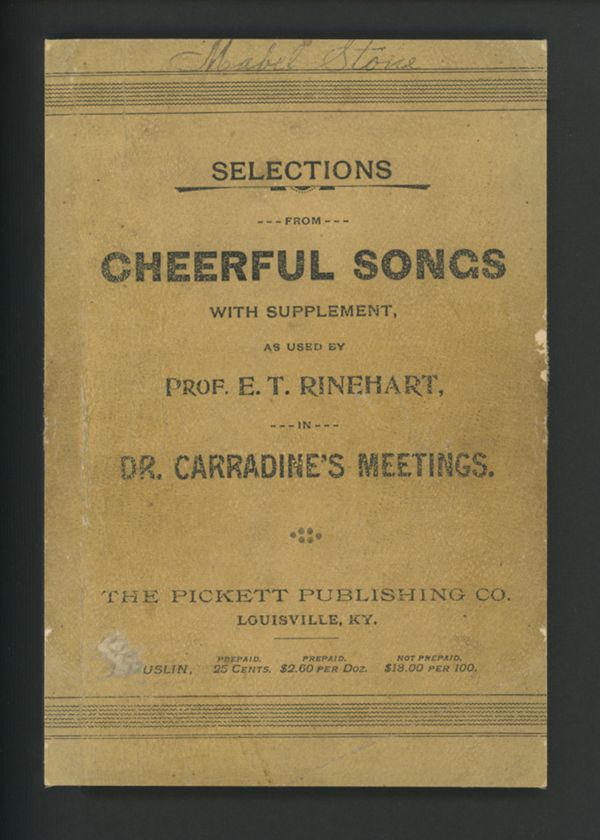 Mabel Stone
SELECTIONS
---FROM---
CHEERFUL SONGS
WITH SUPPLEMENT,
AS USED BY
PROF. E. T. RINEHART,
---IN---
DR. CARRADINE'S MEETINGS.
THE PICKETT PUBLISHING CO.
LOUISVILLE, KY.
PREPAID. PREPAID. NOT PREPAID.
USLIN, 25 CENTS. $2.60 PER DOZ. $18.00 PER 100.